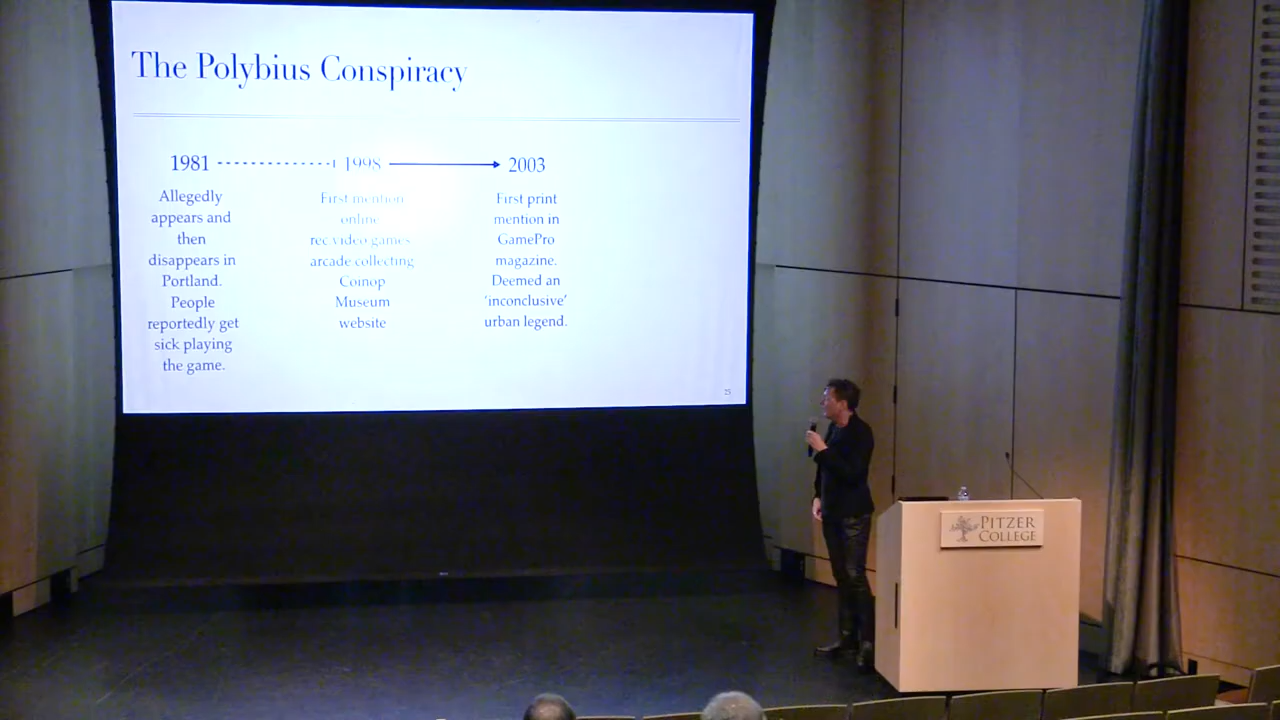 The Polybius Conspiracy
1981 1998 2003
Allegedly
appears and
then
disappears in
Portland.
People
reportedly get
sick playing
the game.
First mention
online
rec video games
arcade collecting
Coinop
Museum
website
First print
mention in
GamePro
magazine.
Deemed an
'inconclusive'
urban legend.
25
PITZER
COLLEGE